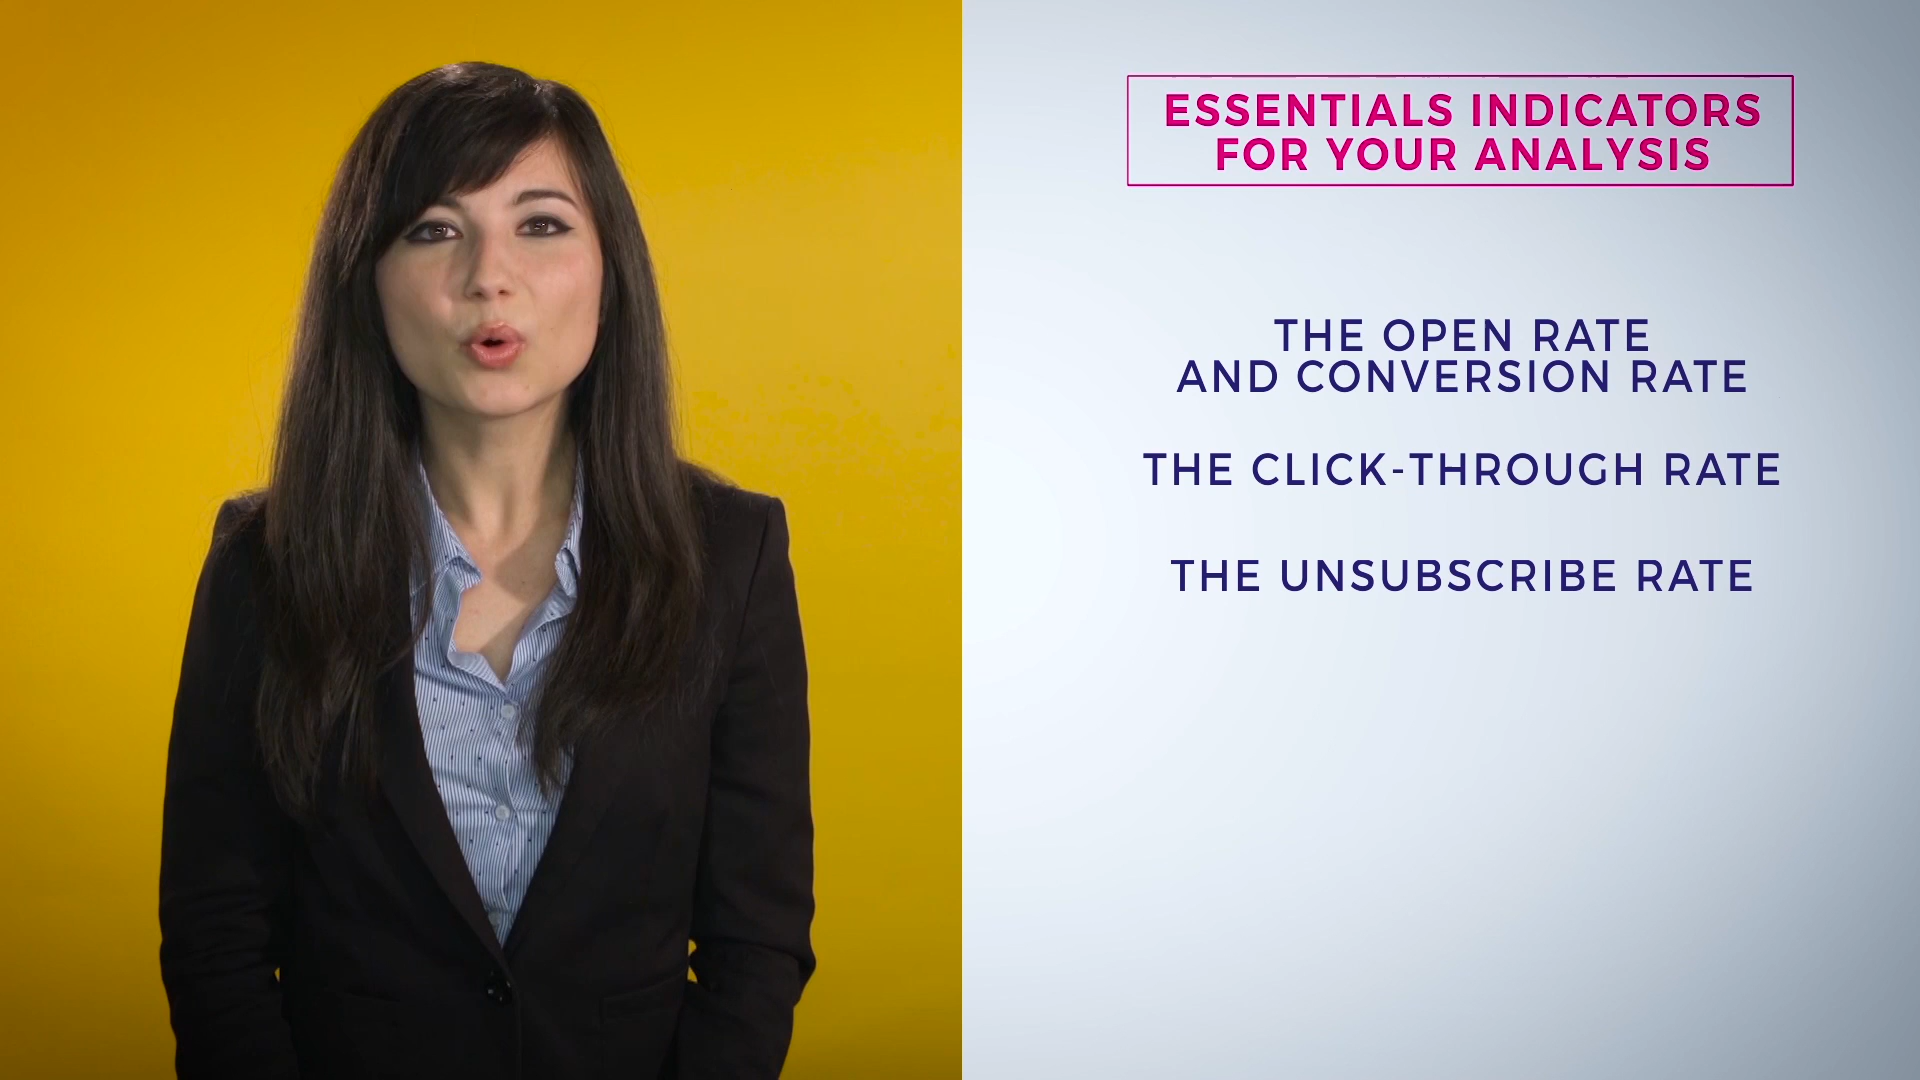 ESSENTIALS INDICATORS
FOR YOUR ANALYSIS
THE OPEN RATE
AND CONVERSION RATE
THE CLICK-THROUGH RATE
THE UNSUBSCRIBE RATE